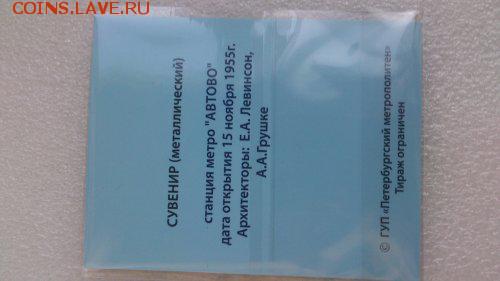 COINS.LAVE.RU
СУВЕНИР (металлический)
станция метро "АВТОВО"
дата открытия 15 ноября 1955г.
Архитекторы: Е.А. Левинсон,
А.А.Грушке
© ГУП «Петербургский метрополитен»
Тираж ограничен